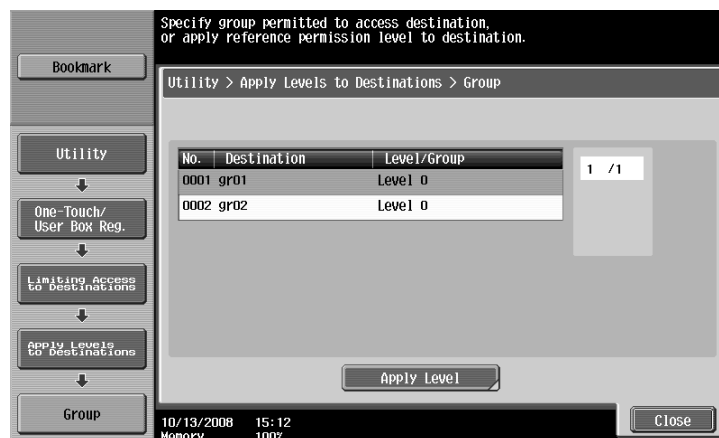 Specify group permitted to access destination,
or apply reference permission level to destination.
Bookmark
Utility > Apply Levels to Destinations > Group
Utility
One-Touch/
User Box Reg.
Limiting Access
to Destinations
Apply Levels
to Destinations
Group
No. Destination Level/Group
0001 gr01 Level 0
0002 gr02 Level 0
1 /1
Apply Level
10/13/2008 15:12
Memory 100%
Close